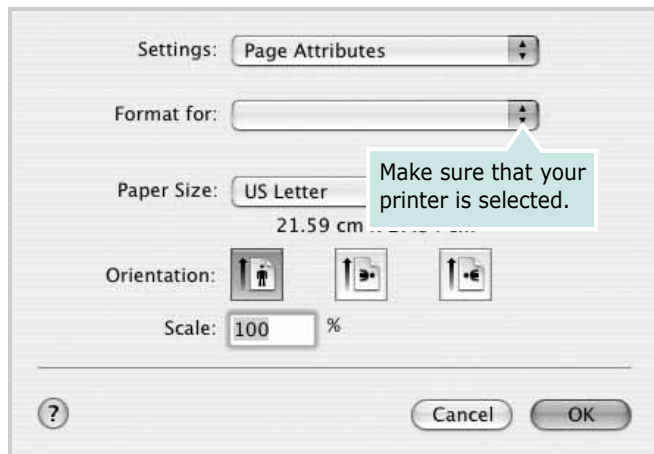 Settings: Page Attributes
Format for:
Make sure that your
printer is selected.
Paper Size: US Letter
21.59 cm
Orientation:
Scale: 100 %
? Cancel OK